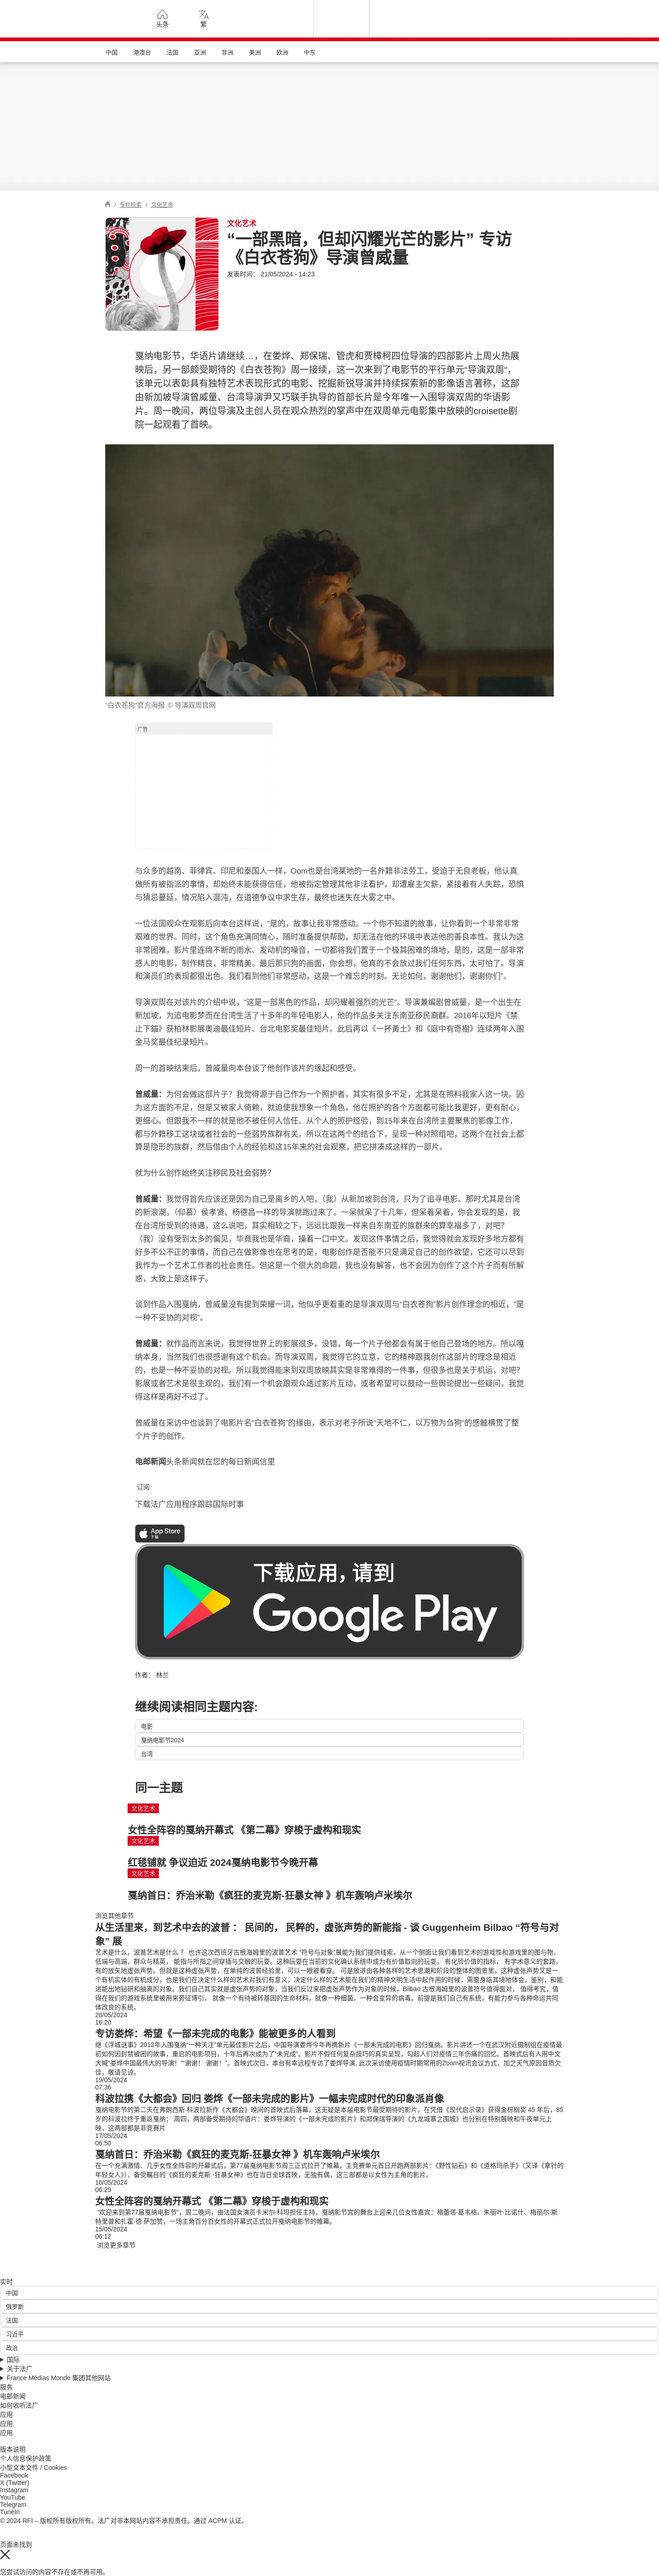 头条
繁
中国
港澳台
法国
亚洲
非洲
美洲
欧洲
中东
/ 专栏检索 / 文化艺术
文化艺术
“一部黑暗，但却闪耀光芒的影片” 专访
《白衣苍狗》导演曾威量
发表时间： 21/05/2024 - 14:23
戛纳电影节，华语片请继续…，在娄烨、郑保瑞、管虎和贾樟柯四位导演的四部影片上周火热展
映后，另一部颇受期待的《白衣苍狗》周一接续，这一次来到了电影节的平行单元“导演双周“，
该单元以表彰具有独特艺术表现形式的电影、挖掘新锐导演并持续探索新的影像语言著称，这部
由新加坡导演曾威量、台湾导演尹又巧联手执导的首部长片是今年唯一入围导演双周的华语影
片。周一晚间，两位导演及主创人员在观众热烈的掌声中在双周单元电影集中放映的croisette剧
院一起观看了首映。
“白衣苍狗”官方海报 © 导演双周官网
广告
与众多的越南、菲律宾、印尼和泰国人一样，Oom也是台湾某地的一名外籍非法劳工，受迫于无良老板，他认真
做所有被指派的事情，却始终未能获得信任，他被指定管理其他非法看护，却遭雇主欠薪，紧接着有人失踪，恐惧
与猜忌蔓延，情况陷入混沌，在道德争议中求生存，最终也迷失在大雾之中。
一位法国观众在观影后向本台这样说，“是的，故事让我非常感动。一个你不知道的故事，让你看到一个非常非常
艰难的世界。同时，这个角色充满同情心，随时准备提供帮助，却无法在他的环境中表达他的善良本性。我认为这
非常困难，影片里连绵不断的雨水、发动机的噪音，一切都将我们置于一个极其困难的境地，是的，这是一部非常
感人的电影，制作精良，非常精美。最后那只狗的画面，你会想，他真的不会放过我们任何东西，太可怕了。导演
和演员们的表现都很出色。我们看到他们非常感动，这是一个难忘的时刻。无论如何，谢谢他们，谢谢你们”。
导演双周在对该片的介绍中说，“这是一部黑色的作品，却闪耀着强烈的光芒”。导演兼编剧曾威量，是一个出生在
新加坡，为追电影梦而在台湾生活了十多年的年轻电影人，他的作品多关注东南亚移民裔群。2016年以短片《禁
止下錨》获柏林影展奥迪最佳短片、台北电影奖最佳短片。此后再以《一抔黃土》和《庭中有奇樹》连续两年入围
金马奖最佳纪录短片。
周一的首映结束后，曾威量向本台谈了他创作该片的缘起和感受。
曾威量：为何会做这部片子？我觉得源于自己作为一个照护者，其实有很多不足，尤其是在照料我家人这一块。因
为这方面的不足，但是又被家人倚赖，就迫使我想象一个角色，他在照护的各个方面都可能比我更好，更有耐心，
更细心。但跟我不一样的就是他不被任何人信任。从个人的照护经验，到15年来在台湾所主要聚焦的影像工作，
都与外籍移工这块或者社会的一些弱势族群有关。所以在这两个的结合下，呈现一种对照组吧，这两个在社会上都
算是隐形的族群，然后借由个人的经验和这15年来的社会观察，把它拼凑成这样的一部片。
就为什么创作始终关注移民及社会弱势？
曾威量：我觉得首先应该还是因为自己是离乡的人吧，（我）从新加坡到台湾，只为了追寻电影。那时尤其是台湾
的新浪潮，（仰慕）侯孝贤、杨德昌一样的导演就跑过来了。一呆就呆了十几年，但呆着呆着，你会发现的是，我
在台湾所受到的待遇，这么说吧，其实相较之下，远远比跟我一样来自东南亚的族群来的算幸福多了，对吧？
（我）没有受到太多的偏见，毕竟我也是华裔，操着一口中文。发现这件事情之后，我觉得就会发现好多地方都有
好多不公不正的事情，而自己在做影像也在思考的是，电影创作是否能不只是满足自己的创作欲望，它还可以尽到
我作为一个艺术工作者的社会责任。但这是一个很大的命题，我也没有解答，也不会因为创作了这个片子而有所解
惑，大致上是这样子。
谈到作品入围戛纳，曾威量没有提到荣耀一词，他似乎更看重的是导演双周与“白衣苍狗”影片创作理念的相近，“是
一种不妥协的对视”。
曾威量：就作品而言来说，我觉得世界上的影展很多，没错，每一个片子他都会有属于他自己登场的地方。所以嘎
纳本身，当然我们也很感谢有这个机会。而导演双周，我觉得它的立意，它的精神跟我创作这部片的理念是相近
的，也是一种不妥协的对视。所以我觉得能来到双周放映其实是非常难得的一件事，但很多也是关于机运，对吧？
影展或者艺术是很主观的，我们有一个机会跟观众透过影片互动，或者希望可以鼓动一些舆论提出一些疑问，我觉
得这样是再好不过了。
曾威量在采访中也谈到了电影片名“白衣苍狗”的缘由，表示对老子所说“天地不仁，以万物为刍狗”的感触横贯了整
个片子的创作。
电邮新闻头条新闻就在您的每日新闻信里
订阅
下载法广应用程序跟踪国际时事
App Store
下载
下载应用，请到
Google Play
作者： 林兰
继续阅读相同主题内容:
电影
戛纳电影节2024
台湾
同一主题
文化艺术
女性全阵容的戛纳开幕式 《第二幕》穿梭于虚构和现实
文化艺术
红毯铺就 争议迫近 2024戛纳电影节今晚开幕
文化艺术
戛纳首日：乔治米勒《疯狂的麦克斯-狂暴女神 》机车轰响卢米埃尔
浏览其他章节
从生活里来，到艺术中去的波普： 民间的， 民粹的，虚张声势的新能指 - 谈 Guggenheim Bilbao “符号与对
象” 展
艺术是什么，波普艺术是什么 ？ 也许这次西班牙古根海姆里的波普艺术 “符号与对象”展能为我们提供线索，从一个侧面让我们看到艺术的游戏性和游戏里的图与物，
低端与高端，群众与精英， 能指与所指之间穿插与交融的玩耍。这种玩耍在当前的文化确认系统中成为有价值取向的玩耍， 有化验价值的指标， 有学术意义的套路，
有的放矢地虚张声势。但就是这种虚张声势，在单纯的波普经验里，可以一眼被看穿。 可是放进由各种各样的艺术思潮和阶段的整体的图景里，这种虚张声势又是一
个有机实体的有机成分，也是我们在决定什么样的艺术对我们有意义，决定什么样的艺术能在我们的精神文明生活中起作用的时候，需要身临其境地体会，鉴别，和能
进能出地钻研和抽离的对象。我们自己其实就是虚张声势的对象，当我们反过来把虚张声势作为对象的时候，Bilbao 古根海姆里的波普符号值得面对， 值得考究，值
得在我们的游戏系统里被用来旁征博引， 就像一个有待被转基因的生命材料，就像一种细菌，一种会变异的病毒。前提是我们自己有系统，有能力参与各种命运共同
体改良的系统。
20/05/2024
16:20
专访娄烨：希望《一部未完成的电影》能被更多的人看到
继《浮城谜事》2012年入围戛纳“一种关注”单元最佳影片之后，中国导演娄烨今年再携新片《一部未完成的电影》回归戛纳。影片讲述一个在武汉附近摄制组在疫情最
初如何因封禁被困的故事，重启的电影项目，十年后再次成为了“未完成”。影片不假任何复杂技巧的真实呈现，勾起人们对疫情三年伤痛的回忆。首映式后有人用中文
大喊“娄烨中国最伟大的导演！”“谢谢！ 谢谢！”。首映式次日，本台有幸远程专访了娄烨导演, 此次采访使用疫情时期常用的Zoom视讯会议方式，加之天气原因音质欠
佳，敬请见谅。
19/05/2024
07:36
科波拉携《大都会》回归 娄烨《一部未完成的影片》一幅未完成时代的印象派肖像
戛纳电影节的第二天在弗朗西斯·科波拉新作《大都会》晚间的首映式后落幕，这无疑是本届电影节最受期待的影片，在凭借《现代启示录》获得金棕榈奖 45 年后，85
岁的科波拉终于重返戛纳； 周四，两部备受期待的华语片：娄烨导演的《一部未完成的影片》和郑保瑞导演的《九龙城寨之围城》也分别在特别展映和午夜单元上
映，这两部都是非竞赛片
17/05/2024
06:50
戛纳首日：乔治米勒《疯狂的麦克斯-狂暴女神 》机车轰响卢米埃尔
在一个充满激情、几乎女性全阵容的开幕式后，第77届戛纳电影节周三正式拉开了帷幕，主竞赛单元首日开跑两部影片：《野性钻石》和《道格玛杀手》（又译《拿针的
年轻女人》），备受瞩目的《疯狂的麦克斯 -狂暴女神》也在当日全球首映，无独有偶，这三部都是以女性为主角的影片。
16/05/2024
06:29
女性全阵容的戛纳开幕式 《第二幕》穿梭于虚构和现实
“欢迎来到第77届戛纳电影节”，周二晚间，由法国女演员卡米尔·科坦担任主持，戛纳影节宫的舞台上迎来几位女性嘉宾：格蕾塔·葛韦格、朱丽叶·比诺什、梅丽尔·斯
特里普和扎霍·德·萨加赞，一场主角百分百女性的开幕式正式拉开戛纳电影节的帷幕。
15/05/2024
06:12
浏览更多章节
实时
中国
俄罗斯
法国
习近平
政治
国际
关于法广
France Médias Monde 集团其他网站
服务
电邮新闻
如何收听法广
应用
应用
应用
版本说明
个人信息保护政策
小型文本文件 / Cookies
Facebook
X (Twitter)
Instagram
YouTube
Telegram
TuneIn
© 2024 RFI – 版权所有版权所有。法广对非本网站内容不承担责任。通过 ACPM 认证。
页面未找到
您尝试访问的内容不存在或不再可用。